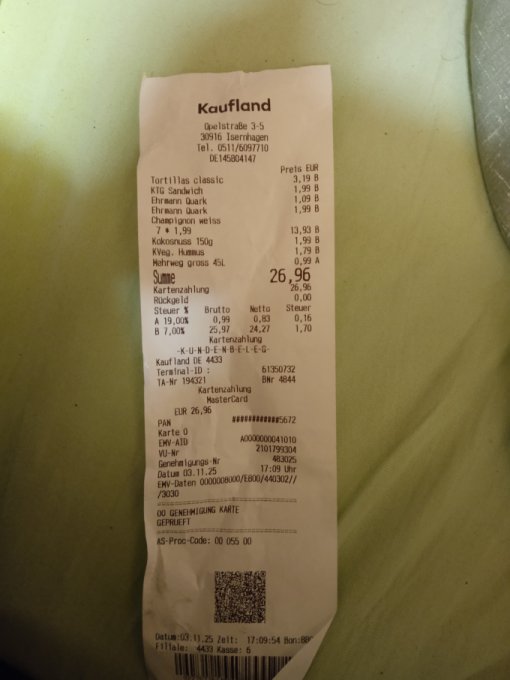 Kaufland
Opelstraße 3-5
30916 Isernhagen
Tel. 0511/6097710
DE145804147
Preis EUR
Tortillas classic 3,19 B
KTG Sandwich 1,99 B
Ehrmann Quark 1,09 B
Ehrmann Quark 1,99 B
Champignon weiss
7 * 1,99 13,93 B
Kokosnuss 150g 1,99 B
KVeg. Hummus 1,79 B
Mehrweg gross 45L 0,99 A
Summe 26,96
Kartenzahlung 26,96
Rückgeld 0,00
Steuer % Brutto Netto Steuer
A 19,00% 0,99 0,83 0,16
B 7,00% 25,97 24,27 1,70
Kartenzahlung
-K-U-N-D-E-N-B-E-L-E-G-
Kaufland DE 4433
Terminal-ID : 61350732
TA-Nr 194321 BNr 4844
Kartenzahlung
MasterCard
EUR 26,96
PAN ############5672
Karte 0
EMV-AID A0000000041010
VU-Nr 2101799304
Genehmigungs-Nr 483025
Datum 03.11.25 17:09 Uhr
EMV-Daten 0000008000/E800/440302//
/3030
00 GENEHMIGUNG KARTE
GEPRUEFT
AS-Proc-Code: 00 055 00
Datum:03.11.25 Zeit: 17:09:54 Bon:
Filiale: 4433 Kasse: 6